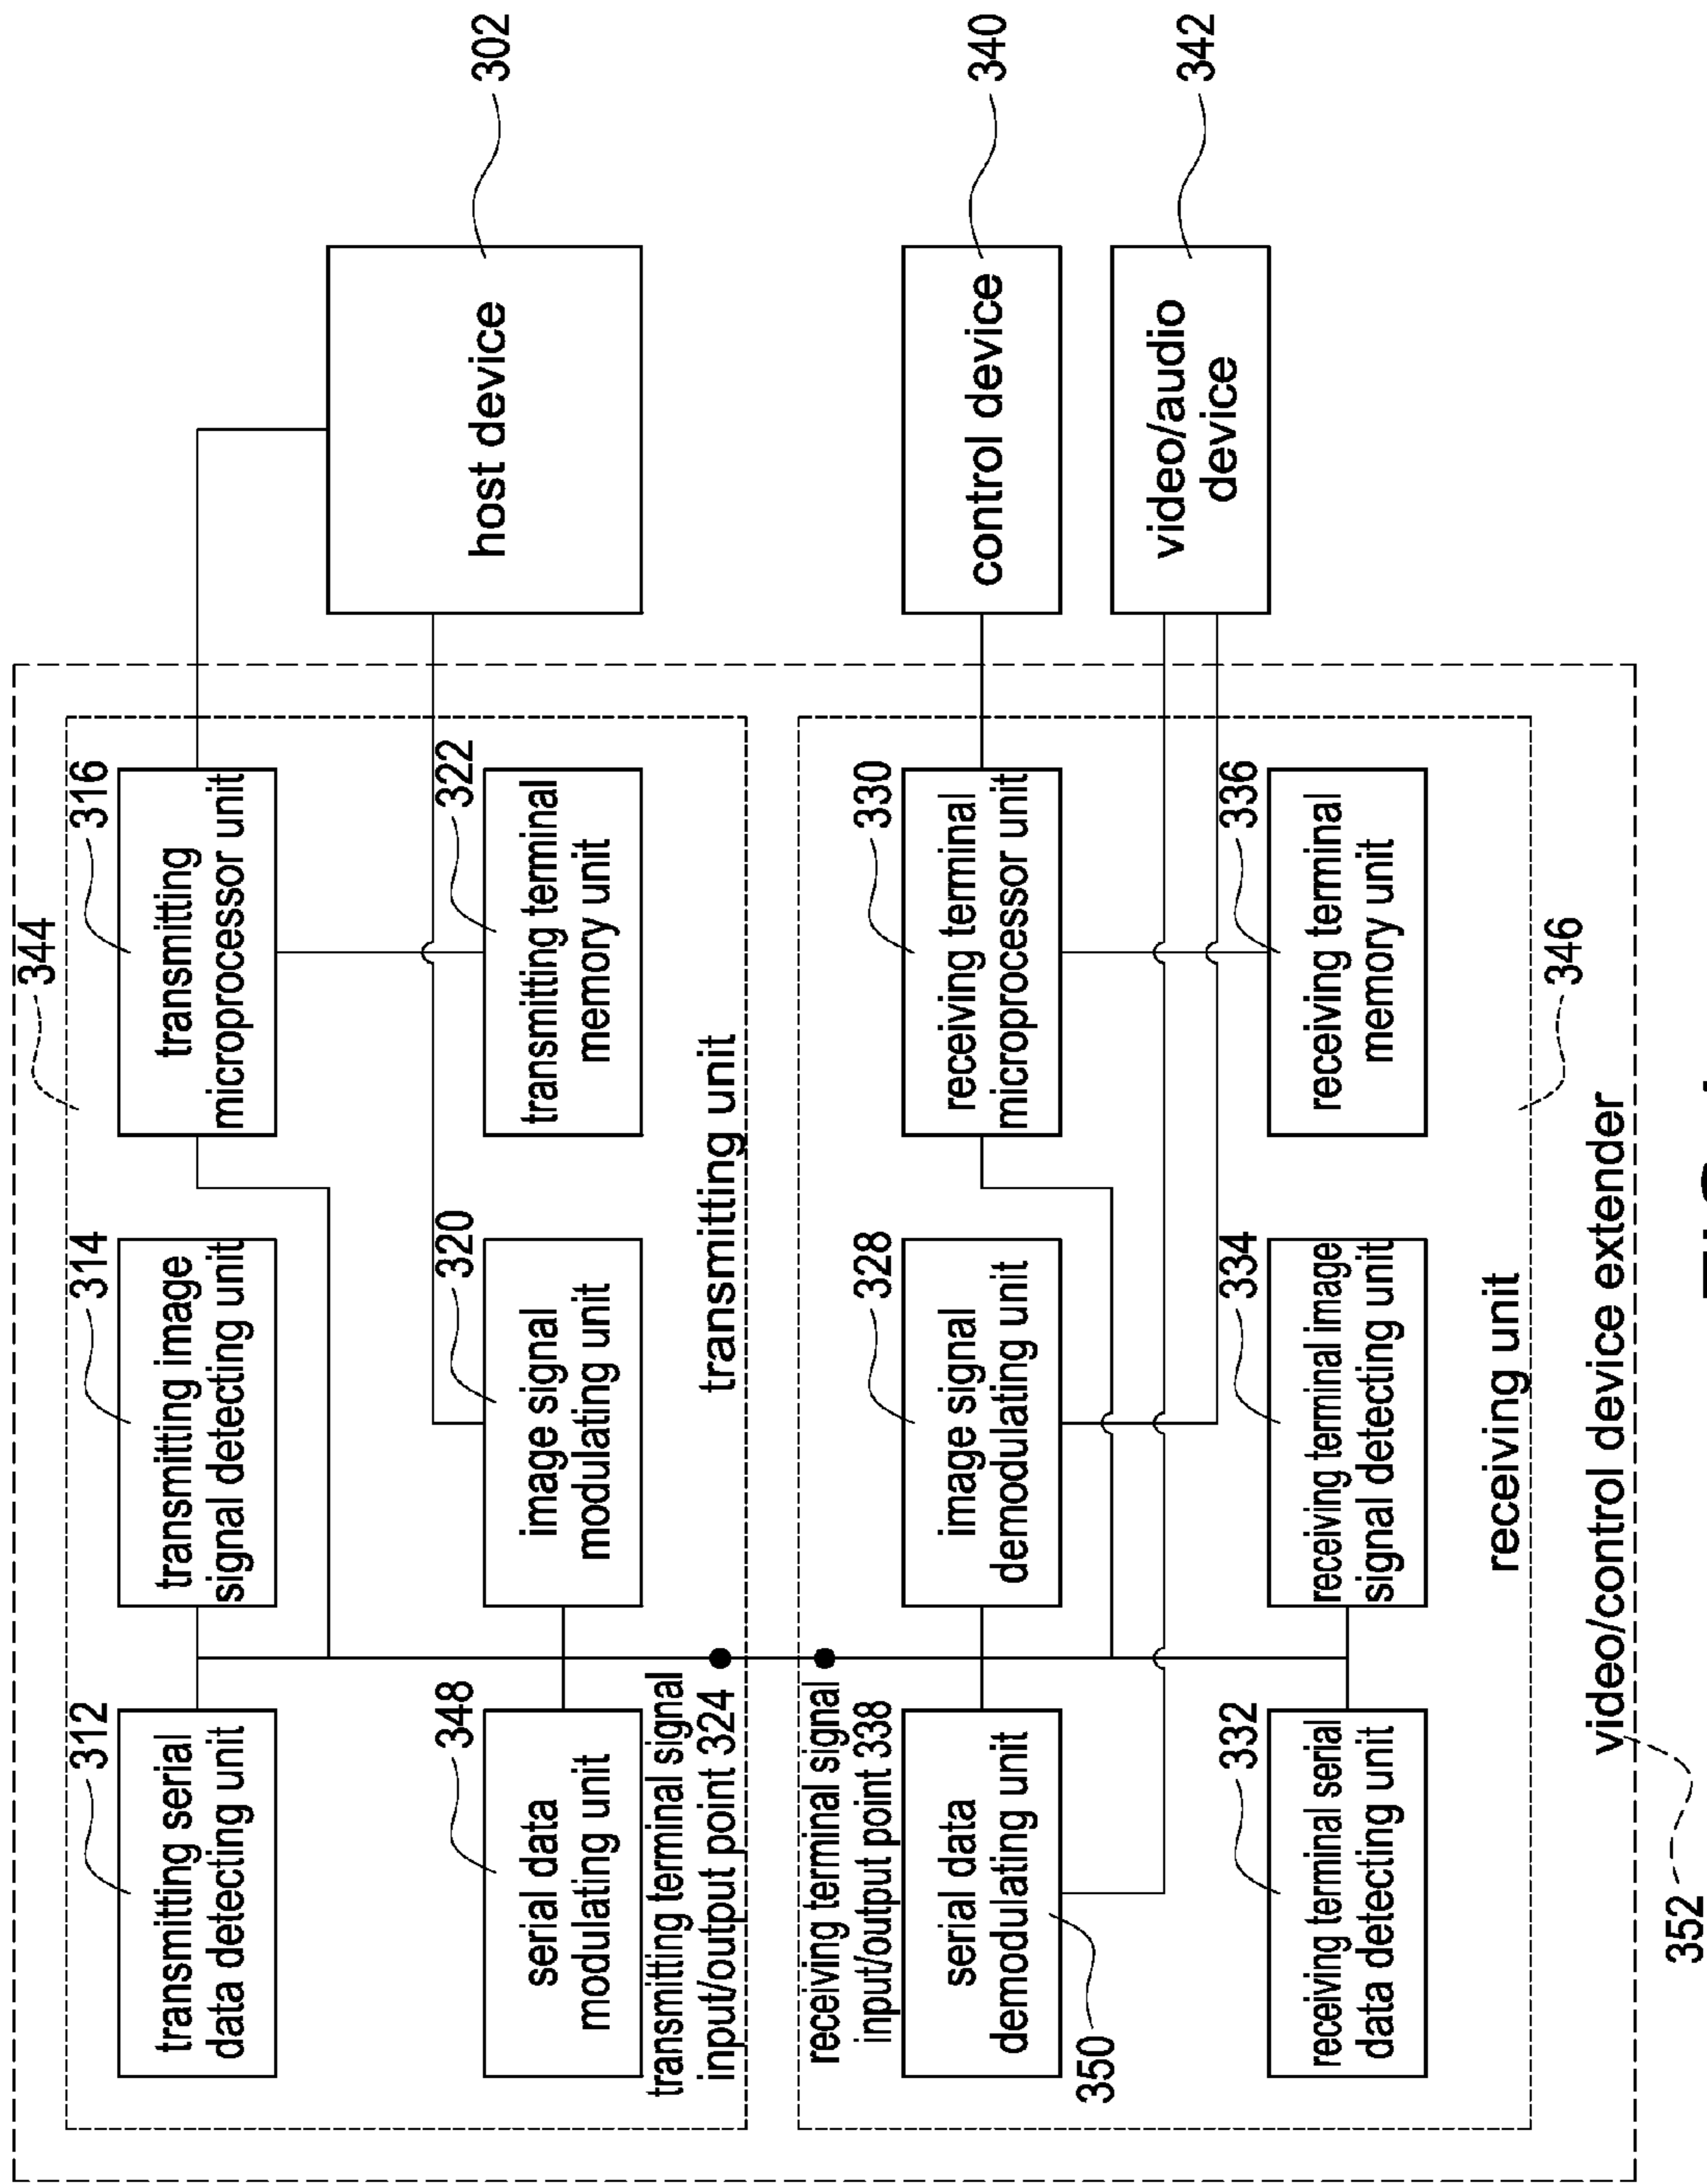 344
312
314
316
transmitting serial
data detecting unit
transmitting image
signal detecting unit
transmitting
microprocessor unit
302
host device
348
320
322
serial data
modulating unit
image signal
modulating unit
transmitting terminal
memory unit
transmitting terminal signal
input/output point 324
transmitting unit
receiving terminal signal
input/output point 338
328
330
340
serial data
demodulating unit
image signal
demodulating unit
receiving terminal
microprocessor unit
control device
350
342
video/audio
device
332
334
336
receiving terminal serial
data detecting unit
receiving terminal image
signal detecting unit
receiving terminal
memory unit
receiving unit
346
video/control device extender
352